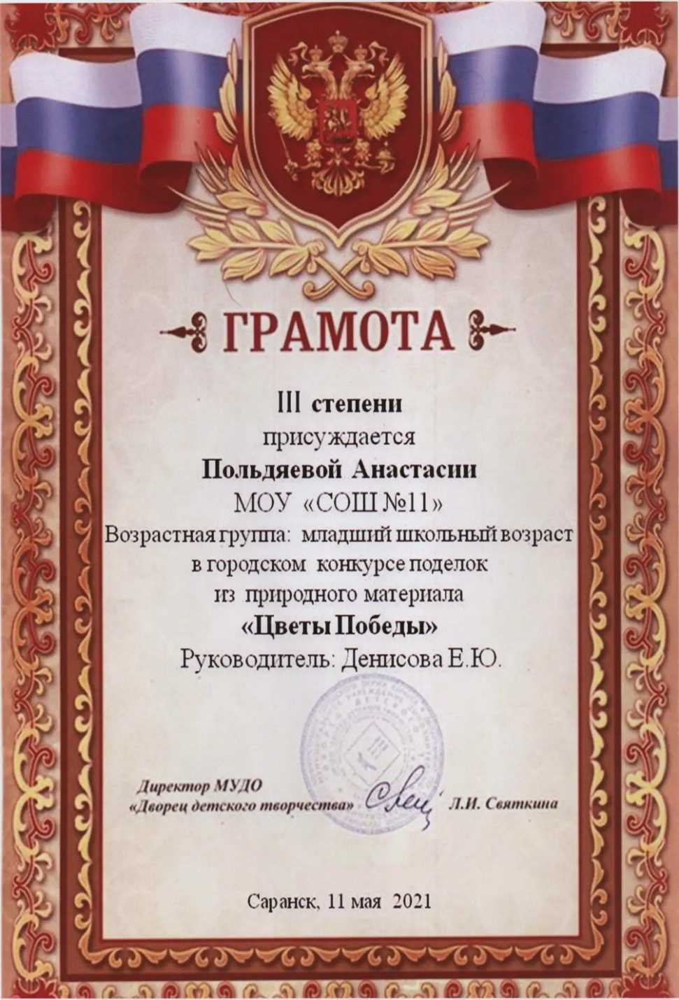 ГРАМОТА
III степени
присуждается
Польдяевой Анастасии
МОУ «СОШ №11»
Возрастная группа: младший школьный возраст
в городском конкурсе поделок
из природного материала
«Цветы Победы»
Руководитель: Денисова Е.Ю.
Директор МУДО
«Дворец детского творчества»
Л.И. Святкина
Саранск, 11 мая 2021